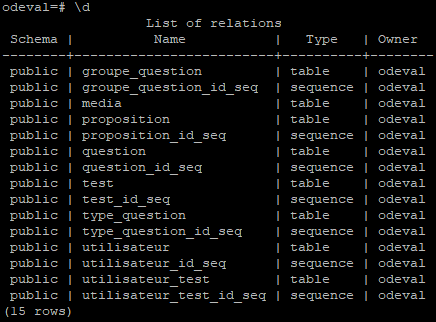 odeval=# \d
                   List of relations
 Schema |           Name            |   Type   | Owner
--------+---------------------------+----------+--------
 public | groupe_question           | table    | odeval
 public | groupe_question_id_seq    | sequence | odeval
 public | media                     | table    | odeval
 public | proposition               | table    | odeval
 public | proposition_id_seq        | sequence | odeval
 public | question                  | table    | odeval
 public | question_id_seq           | sequence | odeval
 public | test                      | table    | odeval
 public | test_id_seq               | sequence | odeval
 public | type_question             | table    | odeval
 public | type_question_id_seq      | sequence | odeval
 public | utilisateur               | table    | odeval
 public | utilisateur_id_seq        | sequence | odeval
 public | utilisateur_test          | table    | odeval
 public | utilisateur_test_id_seq   | sequence | odeval
(15 rows)